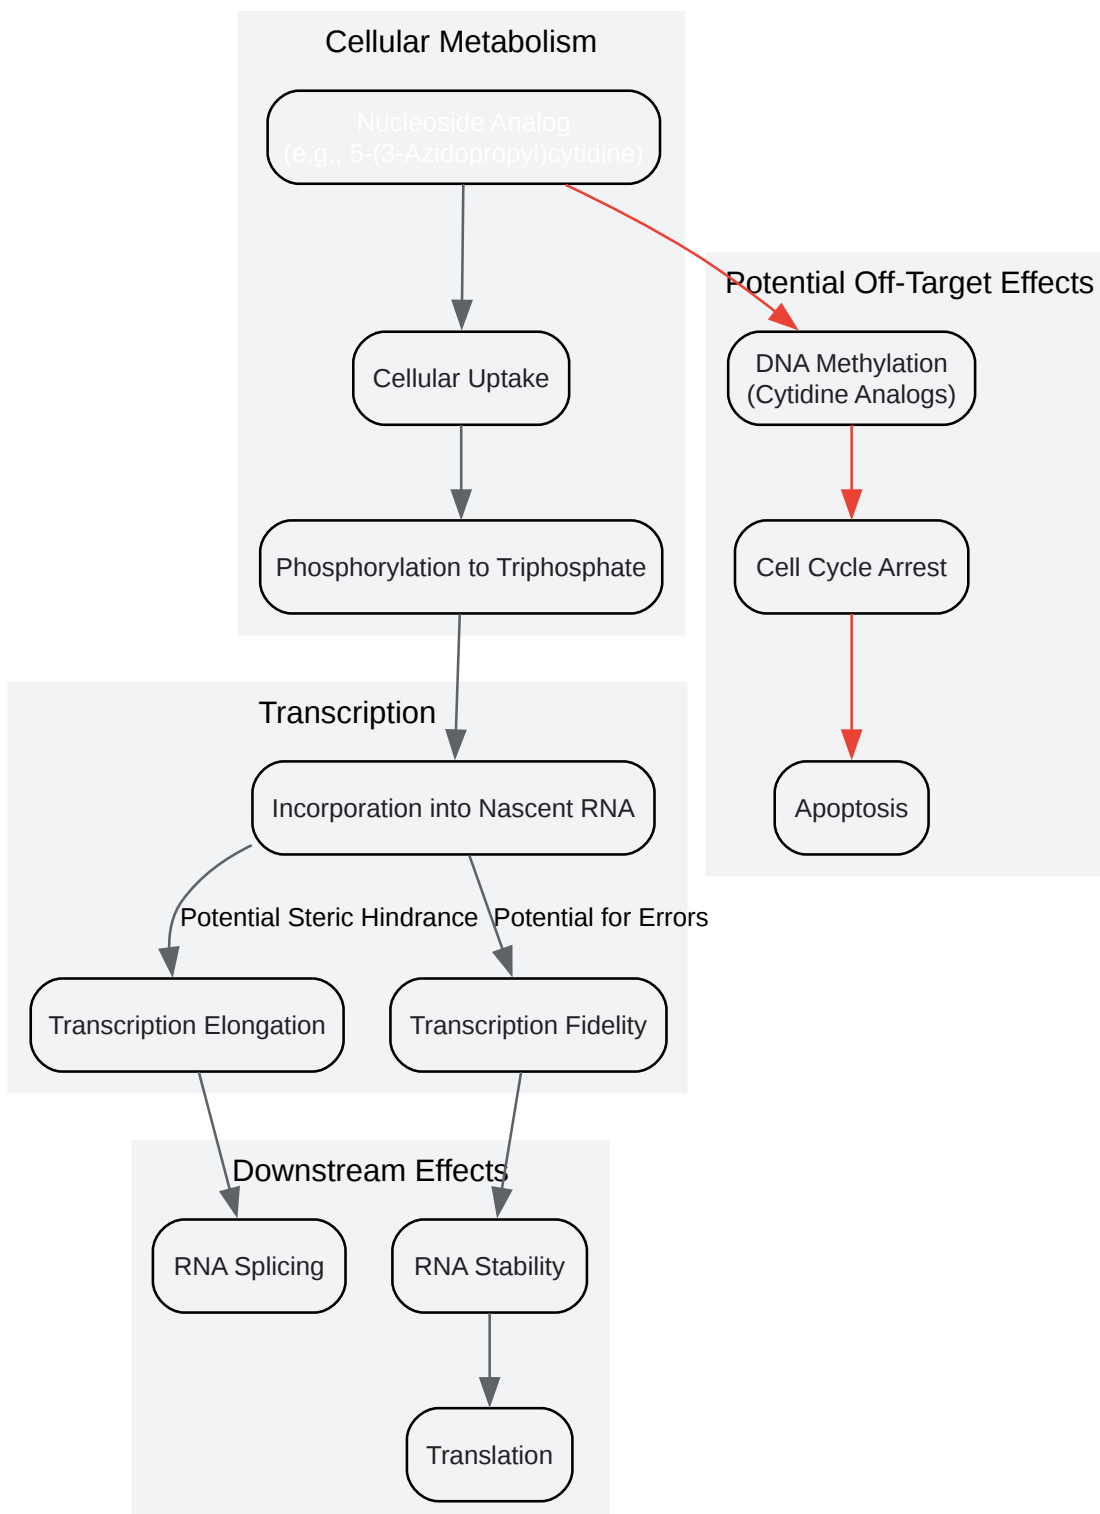 Cellular Metabolism
Nucleoside Analog
(e.g., 5-(3-Azidopropyl)cytidine)
Potential Off-Target Effects
Cellular Uptake
DNA Methylation
(Cytidine Analogs)
Phosphorylation to Triphosphate
Cell Cycle Arrest
Transcription
Incorporation into Nascent RNA
Apoptosis
Potential Steric Hindrance
Potential for Errors
Transcription Elongation
Transcription Fidelity
Downstream Effects
RNA Splicing
RNA Stability
Translation